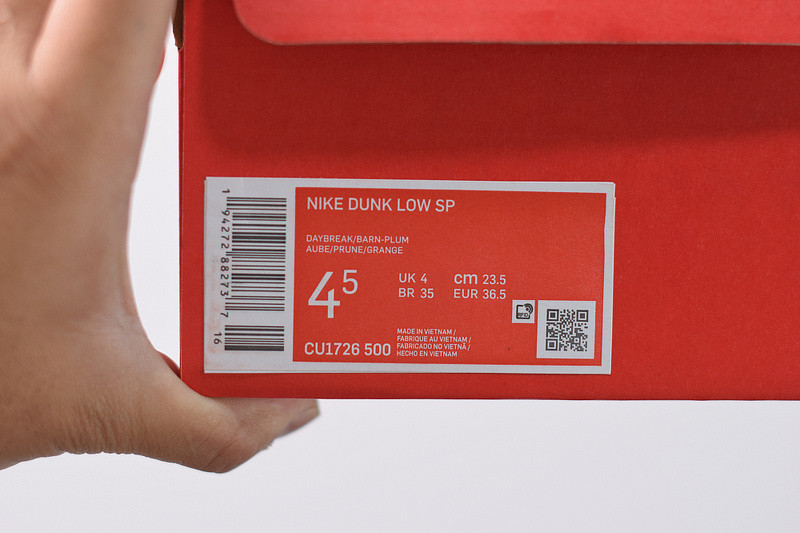 NIKE DUNK LOW SP
DAYBREAK/BARN-PLUM
AUBE/PRUNE/GRANGE
4 5
UK 4 cm 23.5
BR 35 EUR 36.5
CU1726 500
MADE IN VIETNAM /
FABRIQUE AU VIETNAM /
FABRICADO NO VIETNÃ /
HECHO EN VIETNAM
1 94272 88273 7
16